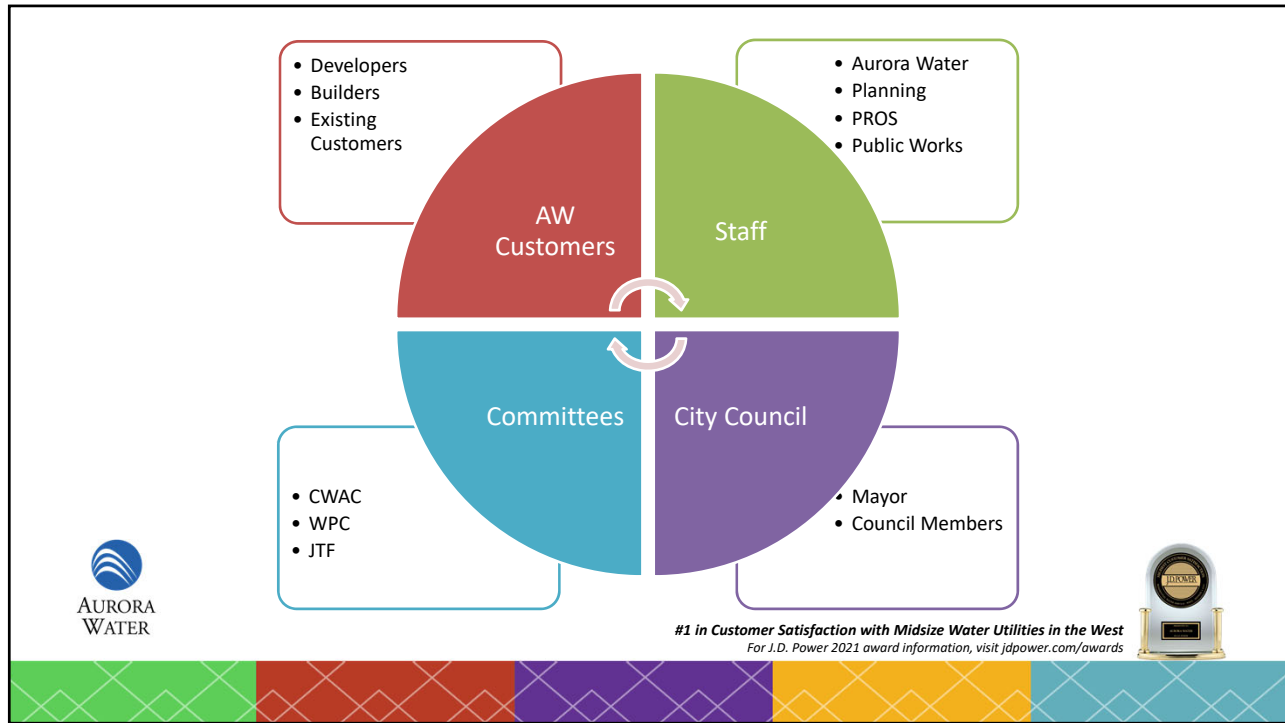 • Developers
• Builders
• Existing
Customers
• Aurora Water
• Planning
• PROS
• Public Works
AW
Customers
Staff
Committees
City Council
• CWAC
• WPC
• JTF
• Mayor
• Council Members
AURORA
WATER
J.D.POWER
#1 in Customer Satisfaction with Midsize Water Utilities in the West
For J.D. Power 2021 award information, visit jdpower.com/awards